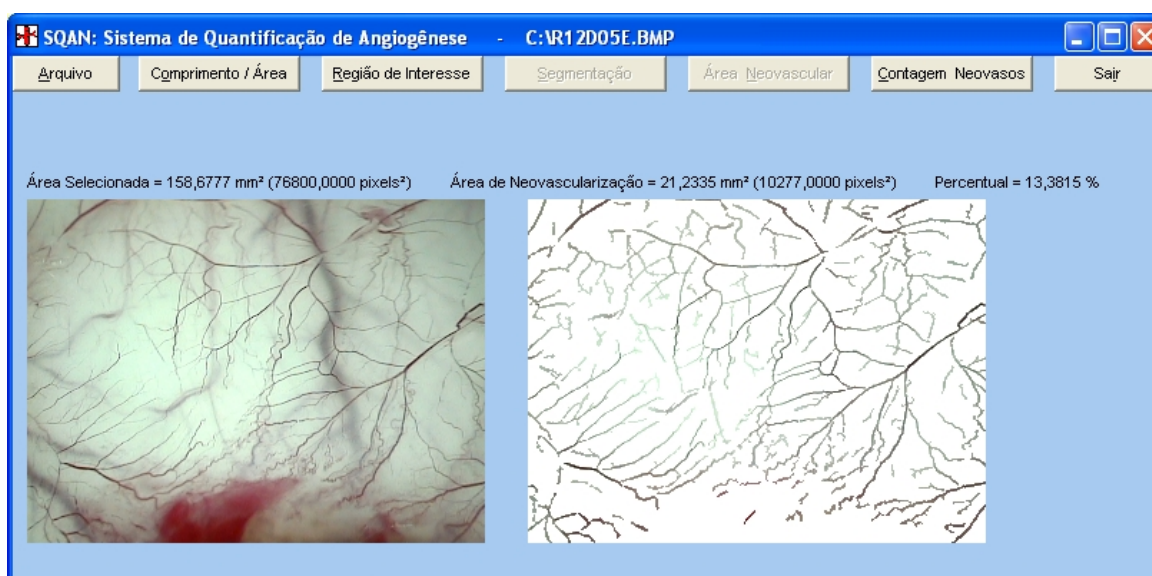 SQAN: Sistema de Quantificação de Angiogênese - C:\R12D05E.BMP
Arquivo Comprimento / Área Região de Interesse Segmentação Área Neovascular Contagem Neovasos Sair
Área Selecionada = 158,6777 mm² (76800,0000 pixels²) Área de Neovascularização = 21,2335 mm² (10277,0000 pixels²) Percentual = 13,3815 %